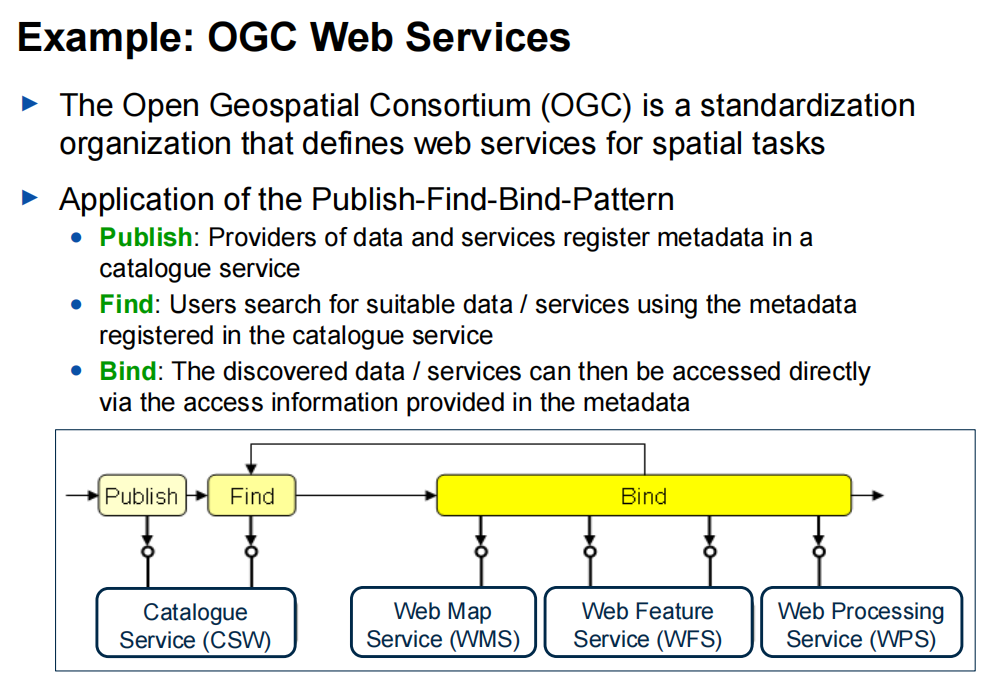 Example: OGC Web Services
► The Open Geospatial Consortium (OGC) is a standardization
organization that defines web services for spatial tasks
► Application of the Publish-Find-Bind-Pattern
• Publish: Providers of data and services register metadata in a
catalogue service
• Find: Users search for suitable data / services using the metadata
registered in the catalogue service
• Bind: The discovered data / services can then be accessed directly
via the access information provided in the metadata
Publish
Find
Bind
Catalogue
Service (CSW)
Web Map
Service (WMS)
Web Feature
Service (WFS)
Web Processing
Service (WPS)